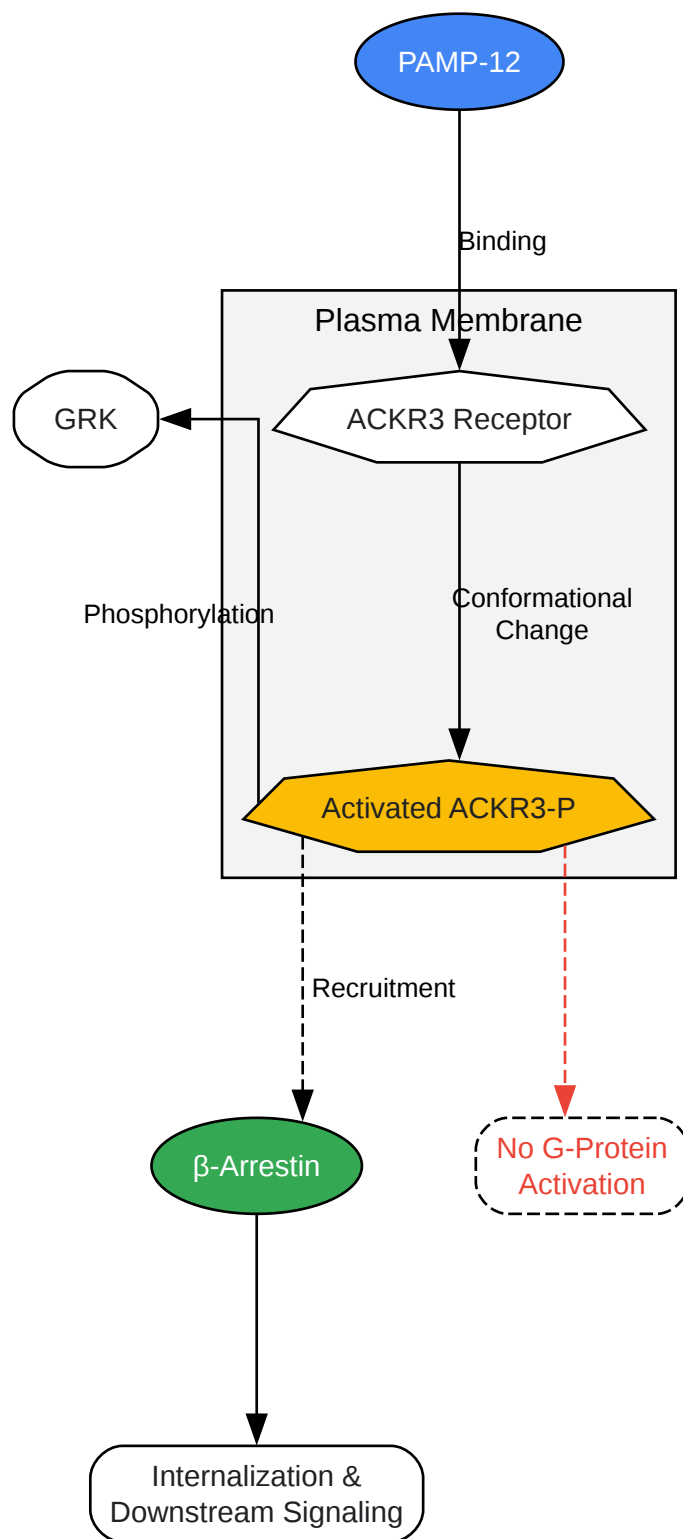 PAMP-12
Binding
Plasma Membrane
GRK
ACKR3 Receptor
Phosphorylation
Conformational
Change
Activated ACKR3-P
Recruitment
β-Arrestin
No G-Protein
Activation
Internalization &
Downstream Signaling